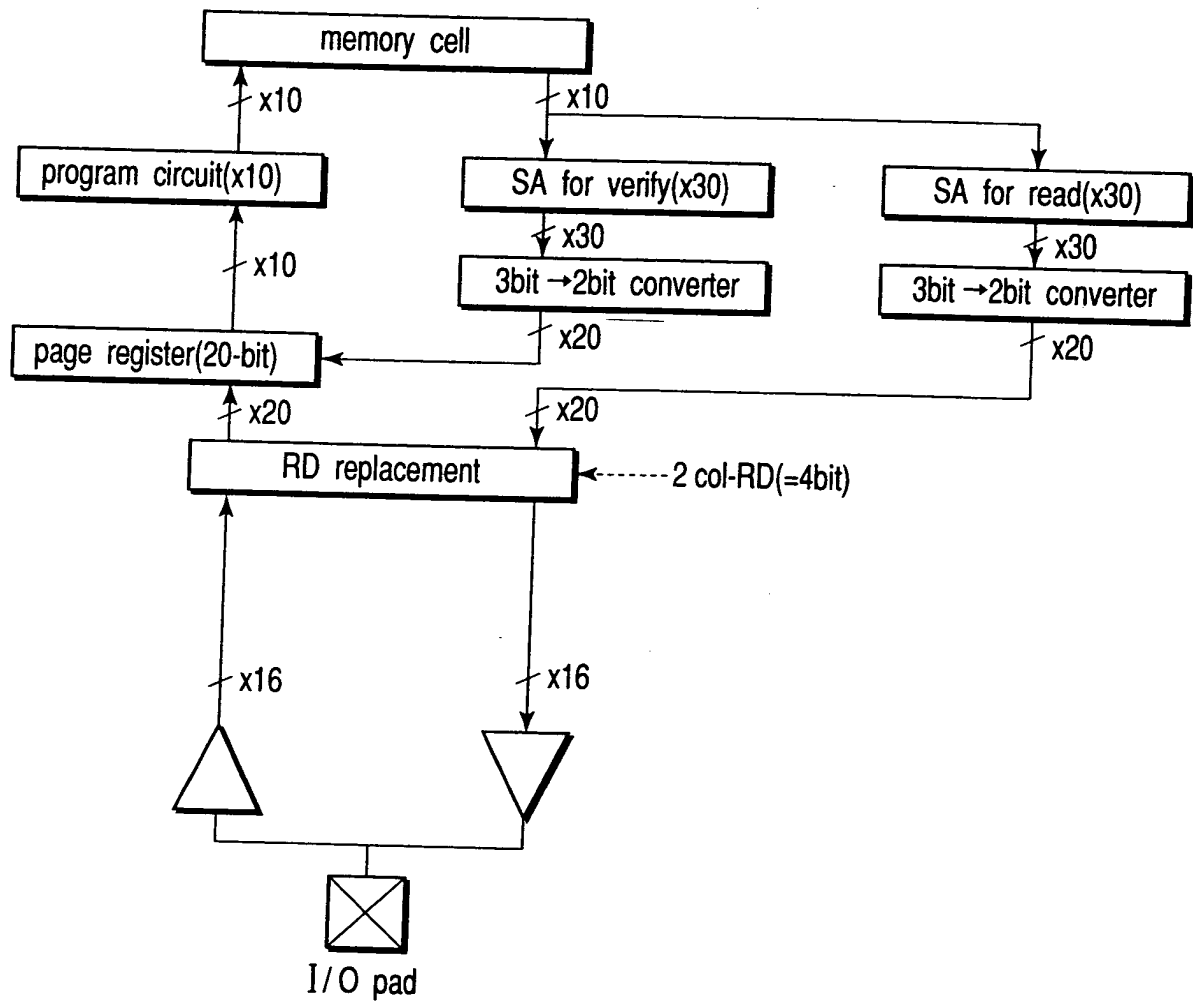 memory cell
x10
x10
program circuit(x10)
SA for verify(x30)
SA for read(x30)
x30
x30
x10
3bit→2bit converter
3bit→2bit converter
page register(20-bit)
x20
x20
x20
x20
RD replacement
2 col-RD(=4bit)
x16
x16
I/O pad